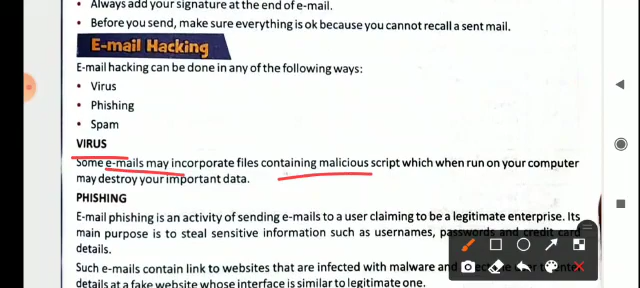 • Always add your signature at the end of e-mail.
• Before you send, make sure everything is ok because you cannot recall a sent mail.
E-mail Hacking
E-mail hacking can be done in any of the following ways:
• Virus
• Phishing
• Spam
VIRUS
Some e-mails may incorporate files containing malicious script which when run on your computer
may destroy your important data.
PHISHING
E-mail phishing is an activity of sending e-mails to a user claiming to be a legitimate enterprise. Its
main purpose is to steal sensitive information such as usernames, passwords and credit card
details.
Such e-mails contain link to websites that are infected with malware and
details at a fake website whose interface is similar to legitimate one.